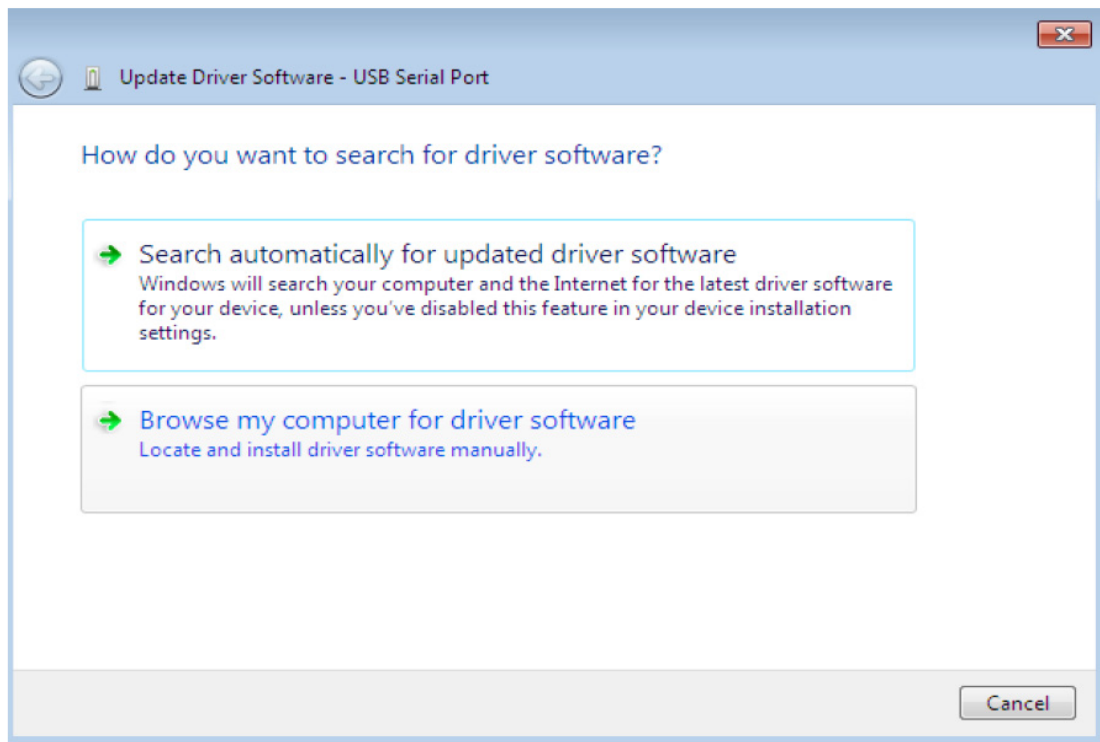 Update Driver Software - USB Serial Port
How do you want to search for driver software?
Search automatically for updated driver software
Windows will search your computer and the Internet for the latest driver software
for your device, unless you've disabled this feature in your device installation
settings.
Browse my computer for driver software
Locate and install driver software manually.
Cancel